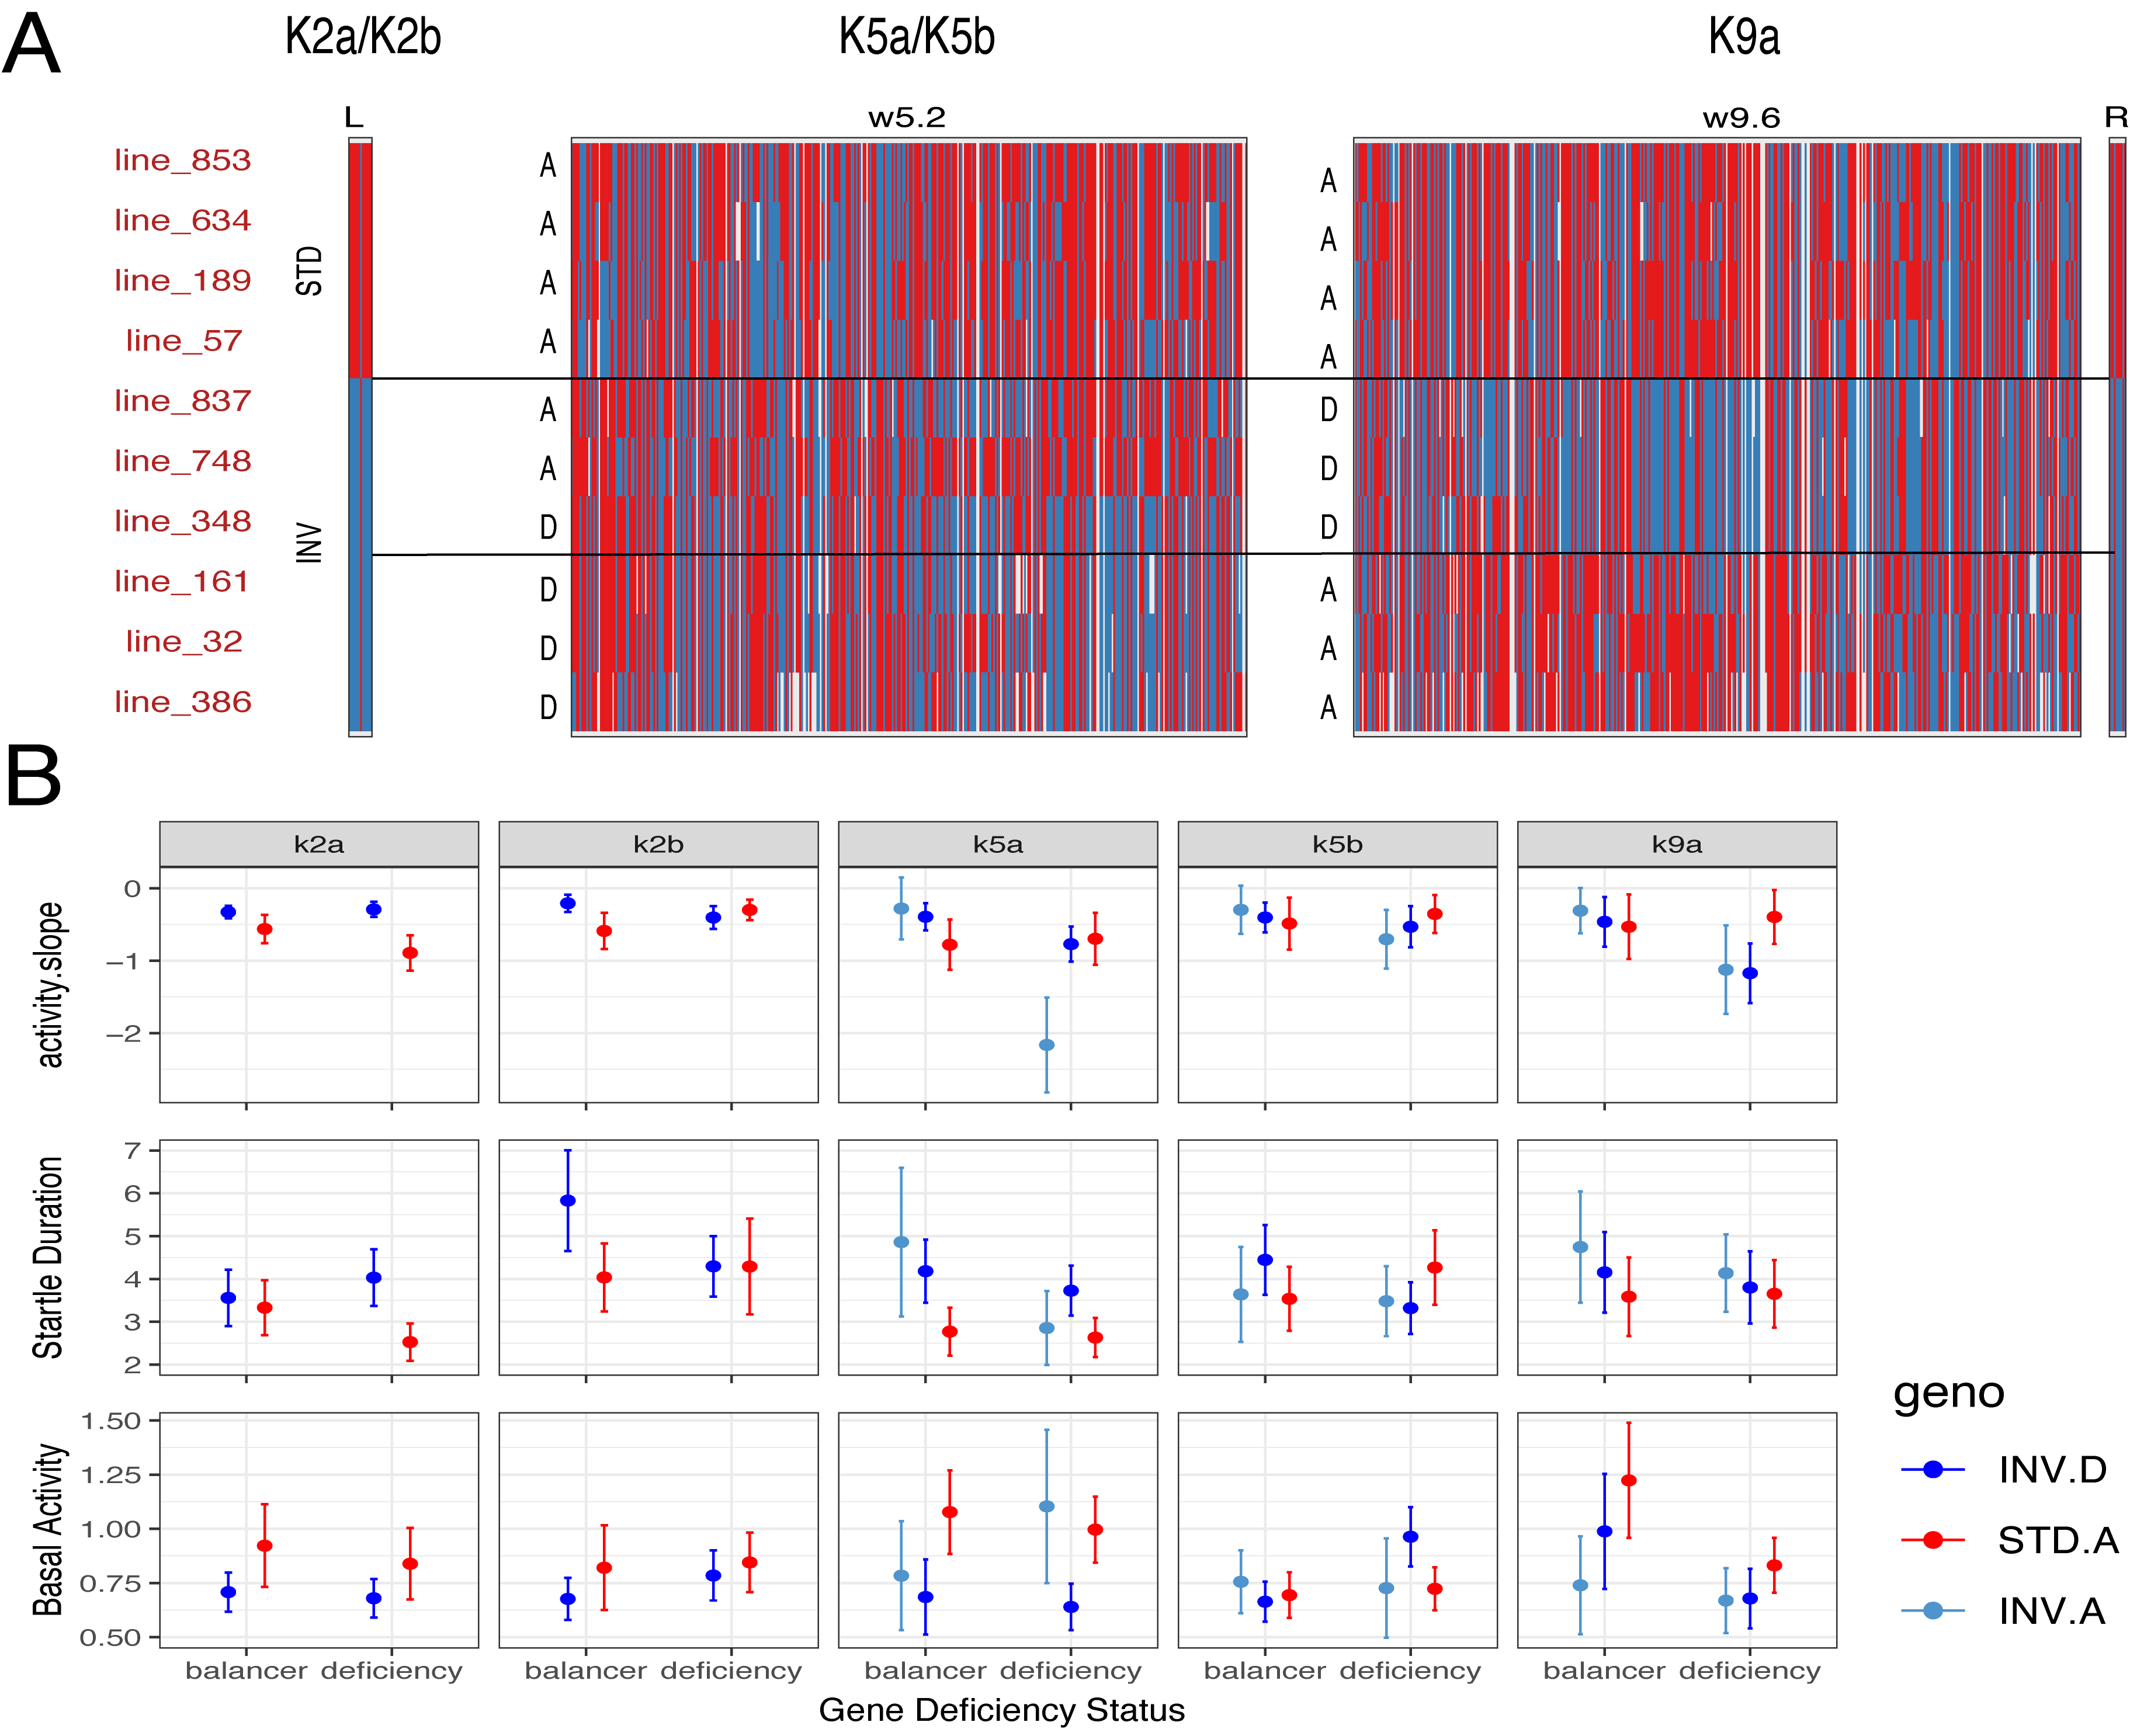 A
K2a/K2b K5a/K5b K9a
L w5.2 w9.6 R
line_853 A A
line_634 A A
STD
line_189 A A
line_57 A A
line_837 A D
line_748 A D
line_348 D D
INV
line_161 D A
line_32 D A
line_386 D A
B
k2a k2b k5a k5b k9a
activity.slope
0
−1
−2
Startle Duration
7
6
5
4
3
2
Basal Activity
1.50
1.25
1.00
0.75
0.50
balancer deficiency balancer deficiency balancer deficiency balancer deficiency balancer deficiency
Gene Deficiency Status
geno
INV.D
STD.A
INV.A